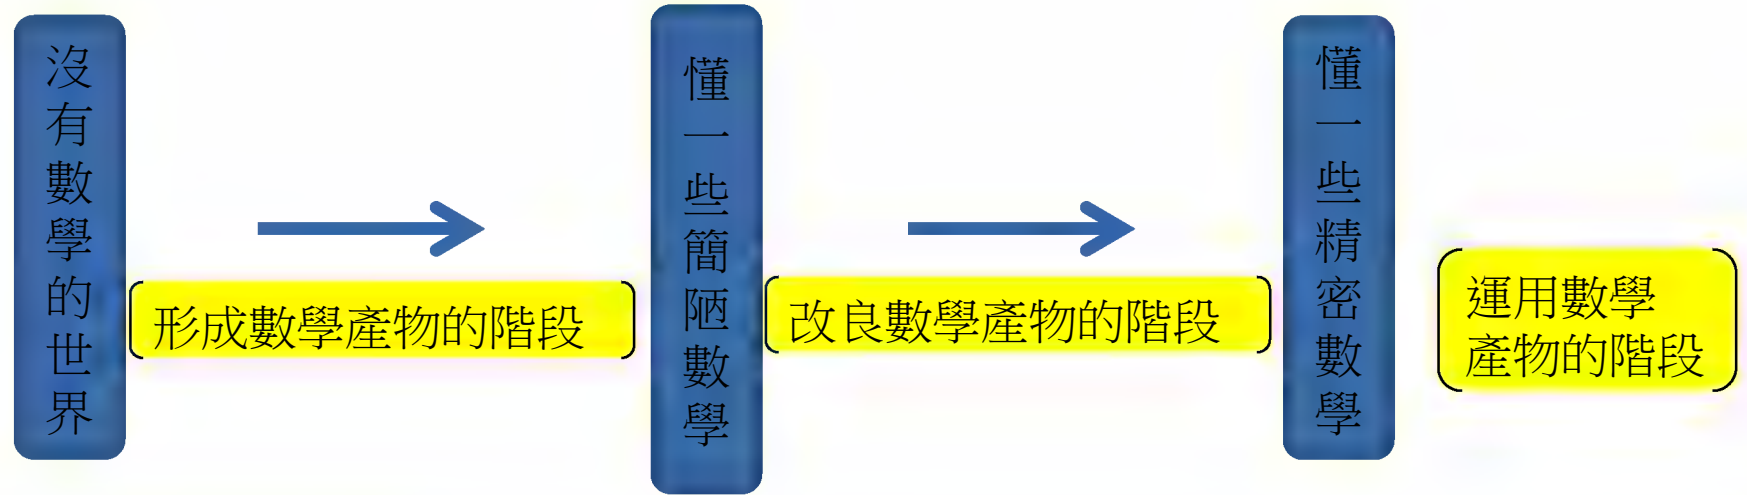 沒有數學的世界
形成數學產物的階段
懂一些簡陋數學
改良數學產物的階段
懂一些精密數學
運用數學
產物的階段